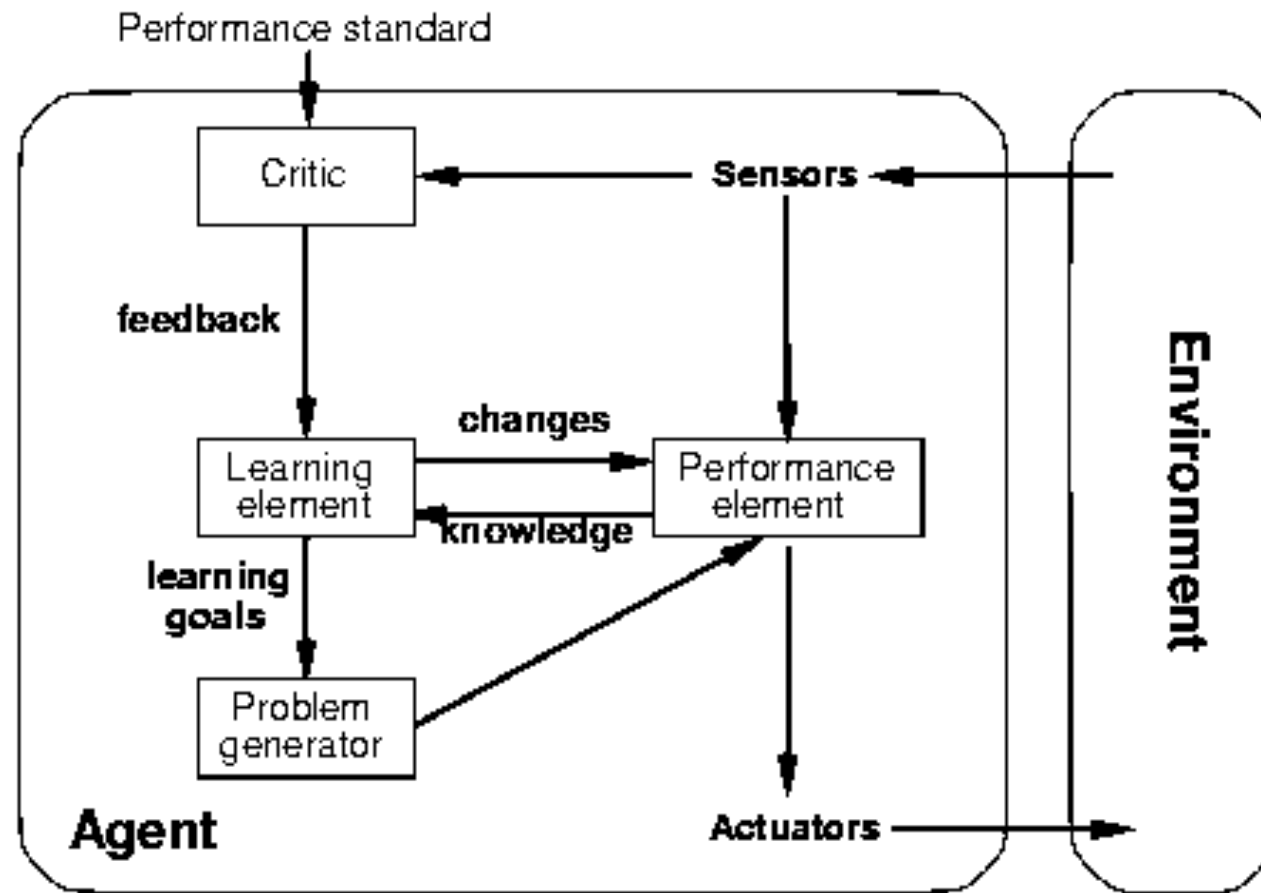 Performance standard
Critic
Sensors
feedback
changes
Learning
element
Performance
element
knowledge
learning
goals
Problem
generator
Agent
Actuators
Environment